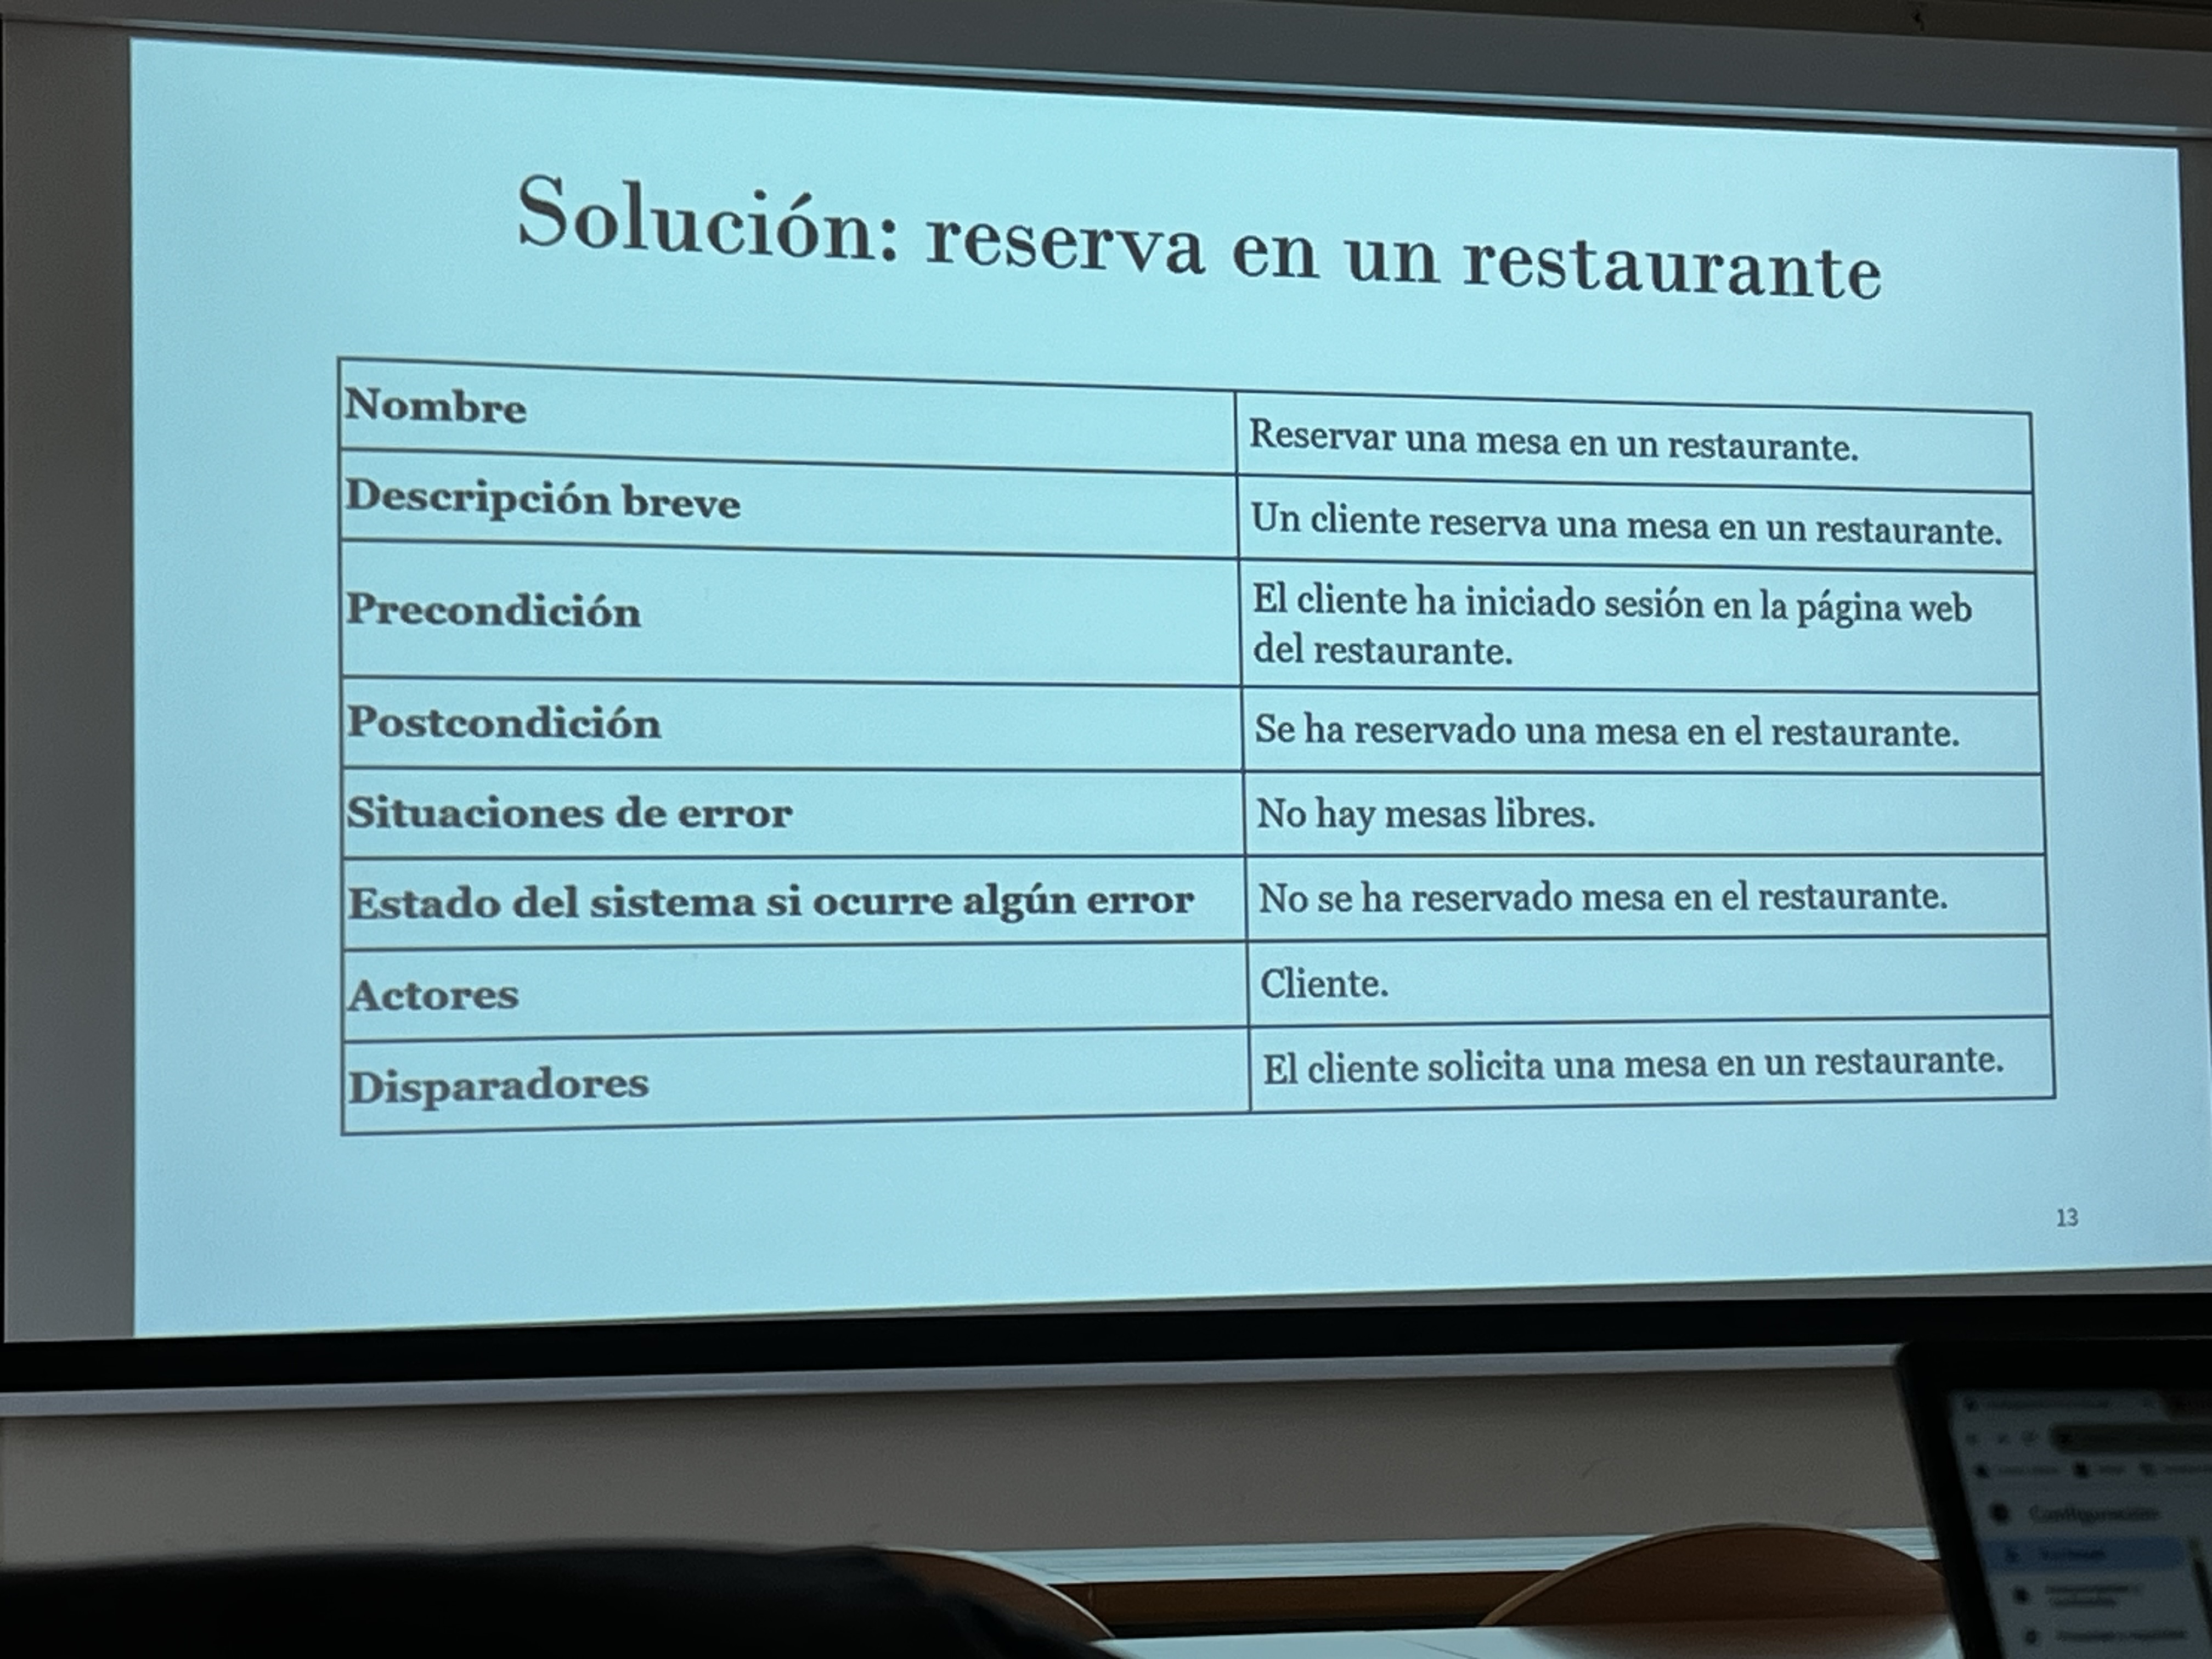 Solución: reserva en un restaurante
Nombre
Reservar una mesa en un restaurante.
Descripción breve
Un cliente reserva una mesa en un restaurante.
Precondición
El cliente ha iniciado sesión en la página web
del restaurante.
Postcondición
Se ha reservado una mesa en el restaurante.
Situaciones de error
No hay mesas libres.
Estado del sistema si ocurre algún error
No se ha reservado mesa en el restaurante.
Actores
Cliente.
Disparadores
El cliente solicita una mesa en un restaurante.
13
Configuración